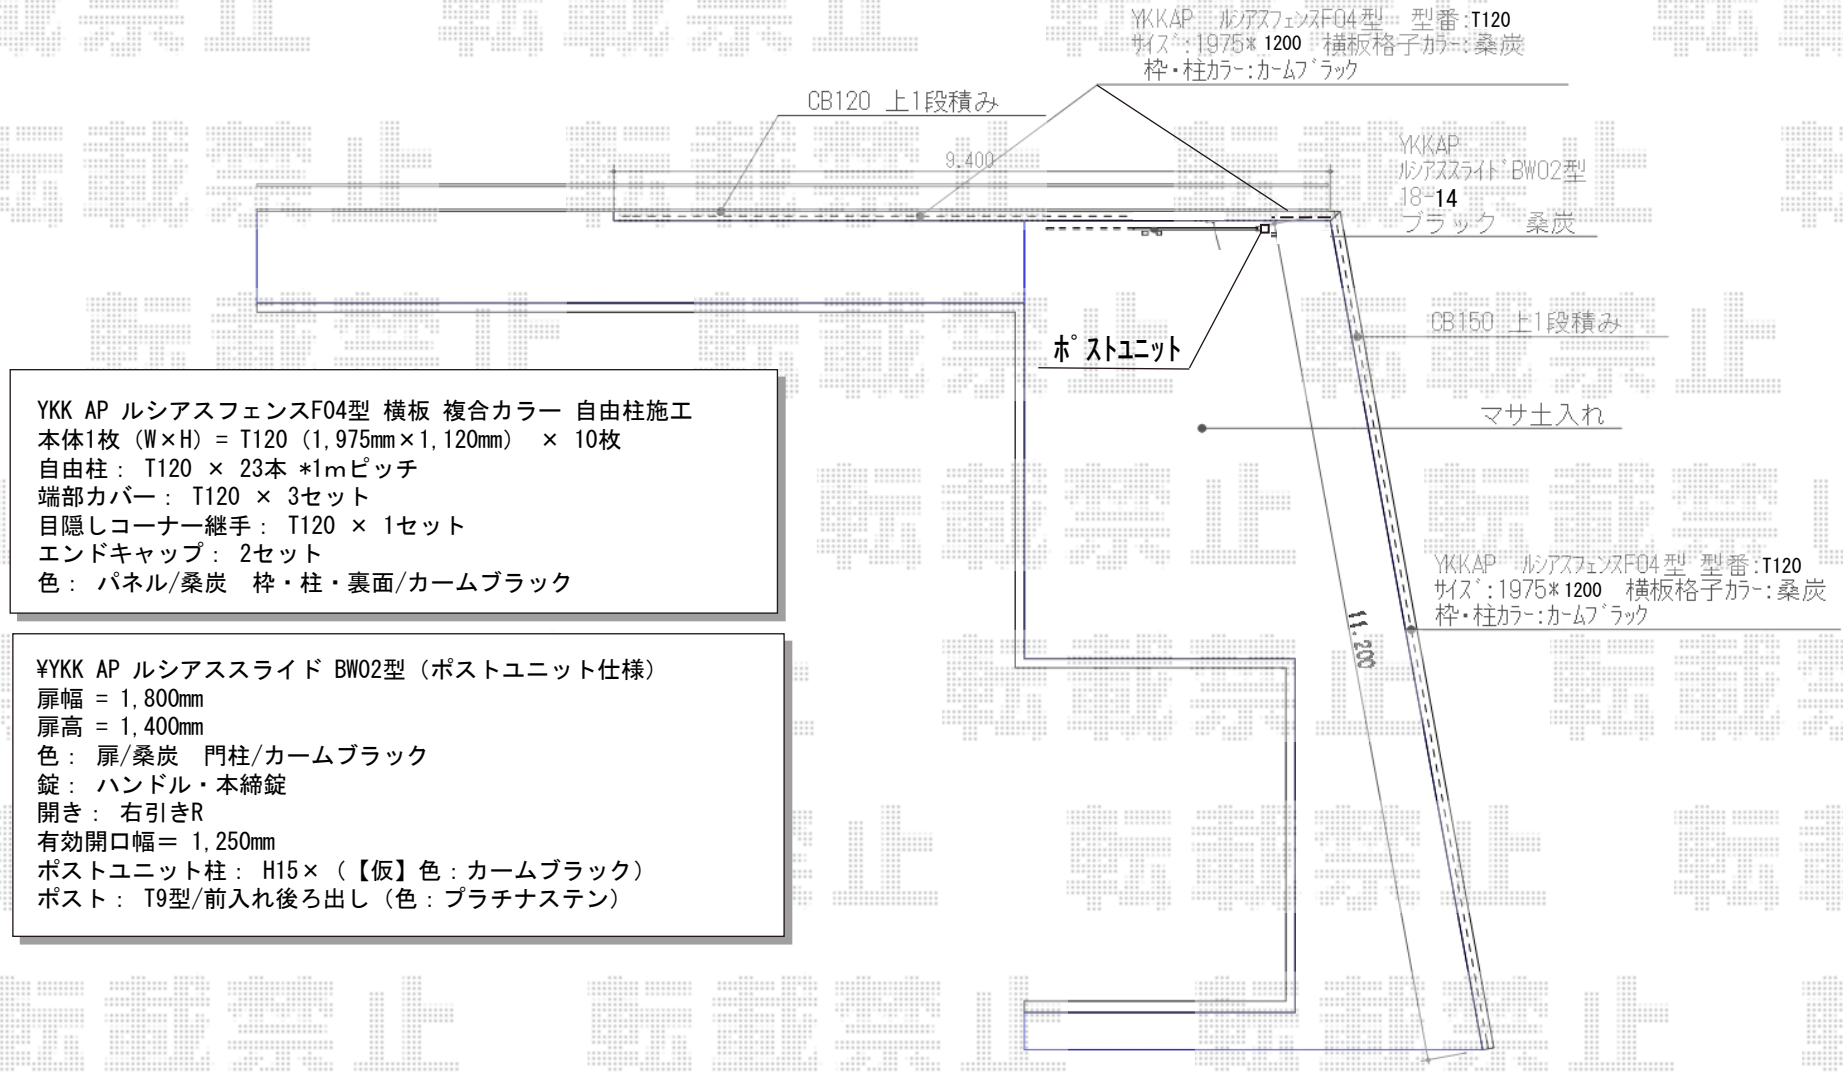 YKKAP ルシアスフェンスF04型 型番:T120
サイズ:1975*1200 横板格子カラー:桑炭
枠・柱カラー:カームブラック
CB120 上1段積み
9.400
YKKAP
ルシアススライド BW02型
18-14
ブラック 桑炭
CB150 上1段積み
ポストユニット
マサ土入れ
YKK AP ルシアスフェンスF04型 横板 複合カラー 自由柱施工
本体1枚（W×H）= T120（1,975mm×1,120mm） × 10枚
自由柱： T120 × 23本 *1ｍピッチ
端部カバー： T120 × 3セット
目隠しコーナー継手： T120 × 1セット
エンドキャップ： 2セット
色： パネル/桑炭 枠・柱・裏面/カームブラック
YKKAP ルシアスフェンスF04型 型番:T120
サイズ:1975*1200 横板格子カラー:桑炭
枠・柱カラー:カームブラック
11.200
¥YKK AP ルシアススライド BW02型（ポストユニット仕様）
扉幅 = 1,800mm
扉高 = 1,400mm
色： 扉/桑炭 門柱/カームブラック
錠： ハンドル・本締錠
開き： 右引きR
有効開口幅＝ 1,250mm
ポストユニット柱： H15×（【仮】色：カームブラック）
ポスト： T9型/前入れ後ろ出し（色：プラチナステン）
転載禁止